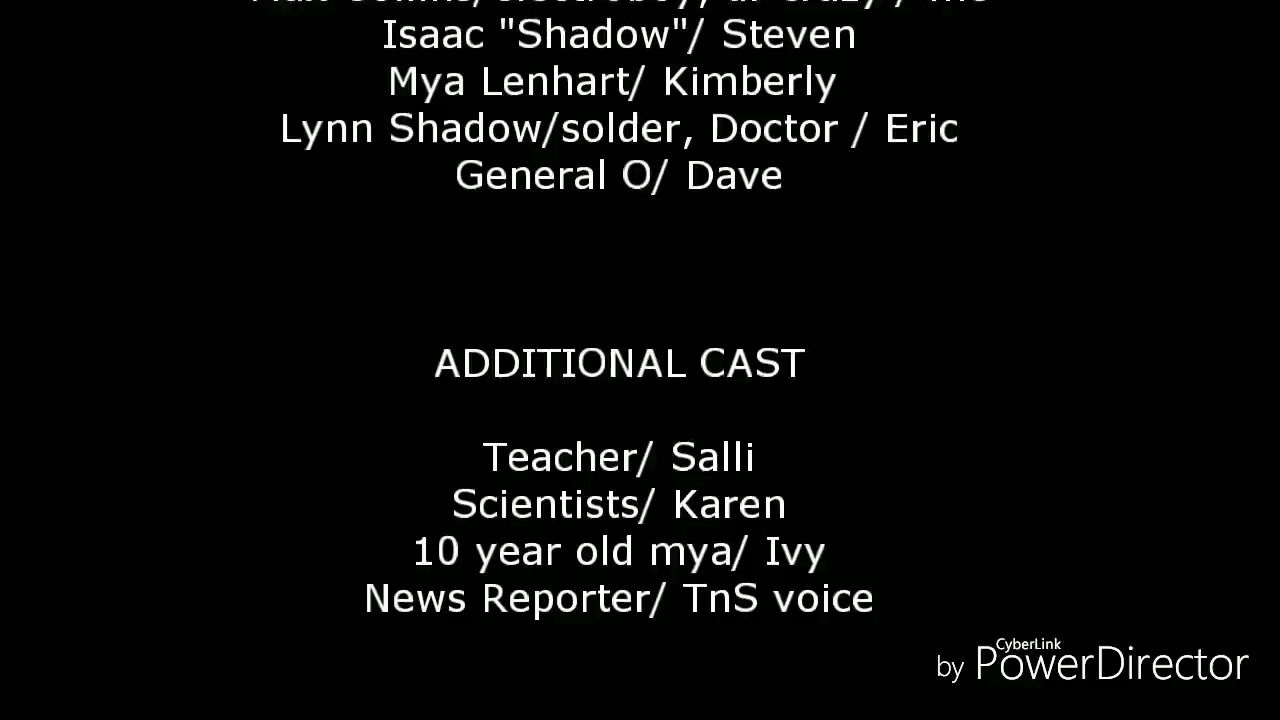 Isaac "Shadow"/ Steven
Mya Lenhart/ Kimberly
Lynn Shadow/solder, Doctor / Eric
General O/ Dave
ADDITIONAL CAST
Teacher/ Salli
Scientists/ Karen
10 year old mya/ Ivy
News Reporter/ TnS voice
CyberLink
by PowerDirector